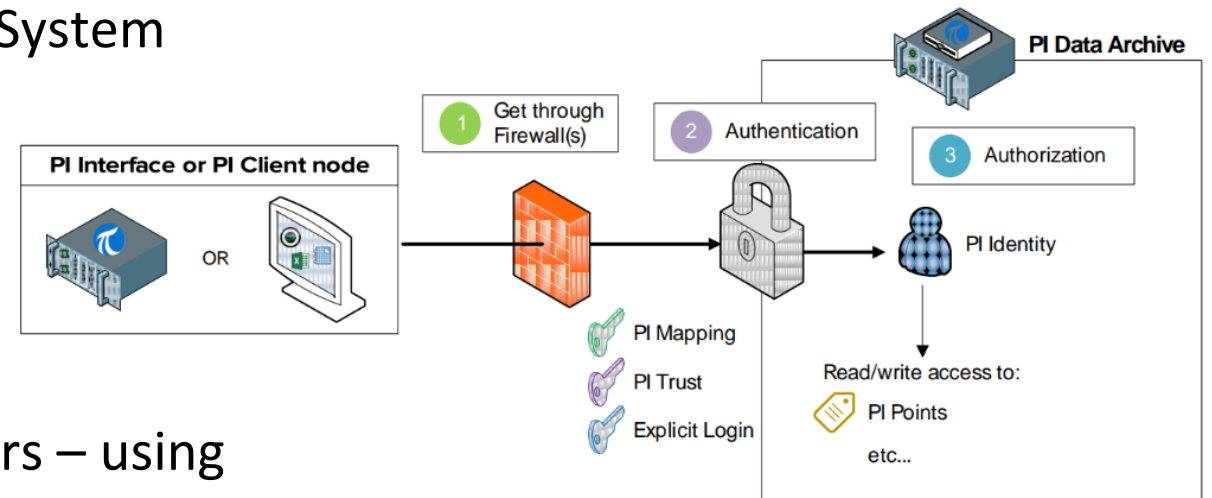 System
PI Data Archive
1
Get through
Firewall(s)
2
Authentication
3
Authorization
PI Interface or PI Client node
OR
PI Identity
PI Mapping
PI Trust
Explicit Login
Read/write access to:
PI Points
etc...
rs – using